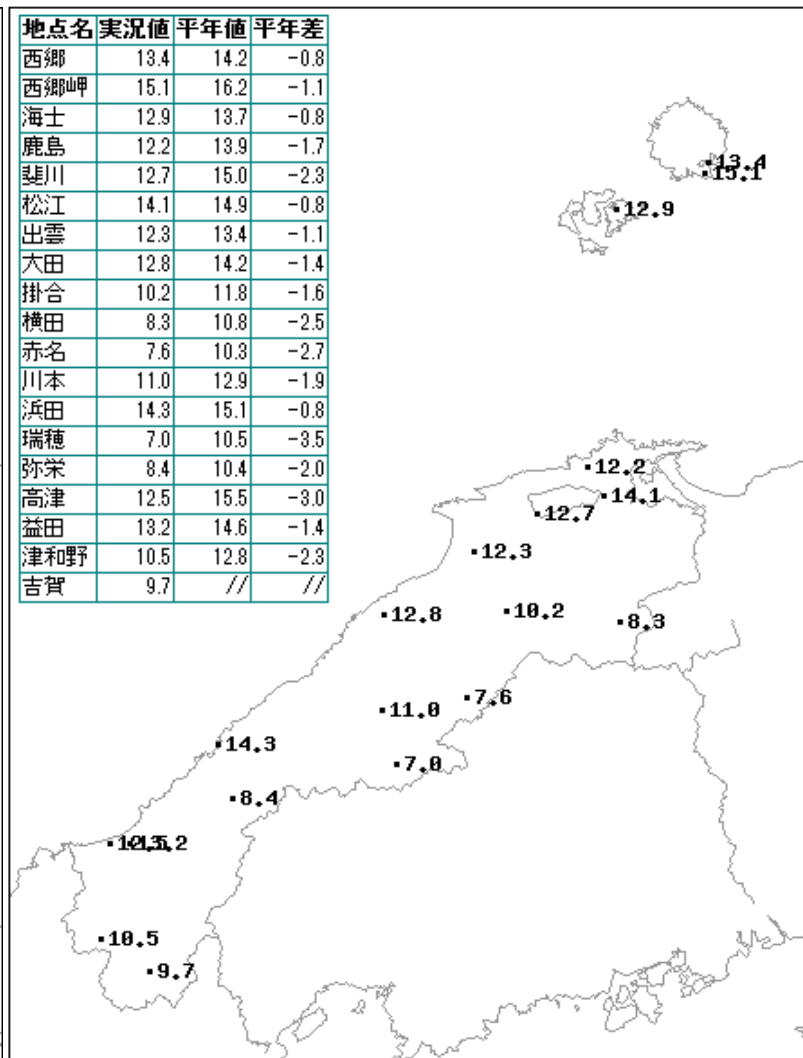 地点名 実況値 平年値 平年差
西郷 13.4 14.2 -0.8
西郷岬 15.1 16.2 -1.1
海士 12.9 13.7 -0.8
鹿島 12.2 13.9 -1.7
斐川 12.7 15.0 -2.3
松江 14.1 14.9 -0.8
出雲 12.3 13.4 -1.1
大田 12.8 14.2 -1.4
掛合 10.2 11.8 -1.6
横田 8.3 10.8 -2.5
赤名 7.6 10.3 -2.7
川本 11.0 12.9 -1.9
浜田 14.3 15.1 -0.8
瑞穂 7.0 10.5 -3.5
弥栄 8.4 10.4 -2.0
高津 12.5 15.5 -3.0
益田 13.2 14.6 -1.4
津和野 10.5 12.8 -2.3
吉賀 9.7 // //
13.4
15.1
12.9
12.2
14.1
12.7
12.3
12.8
10.2
8.3
7.6
11.0
14.3
7.0
8.4
12.5
13.2
10.5
9.7